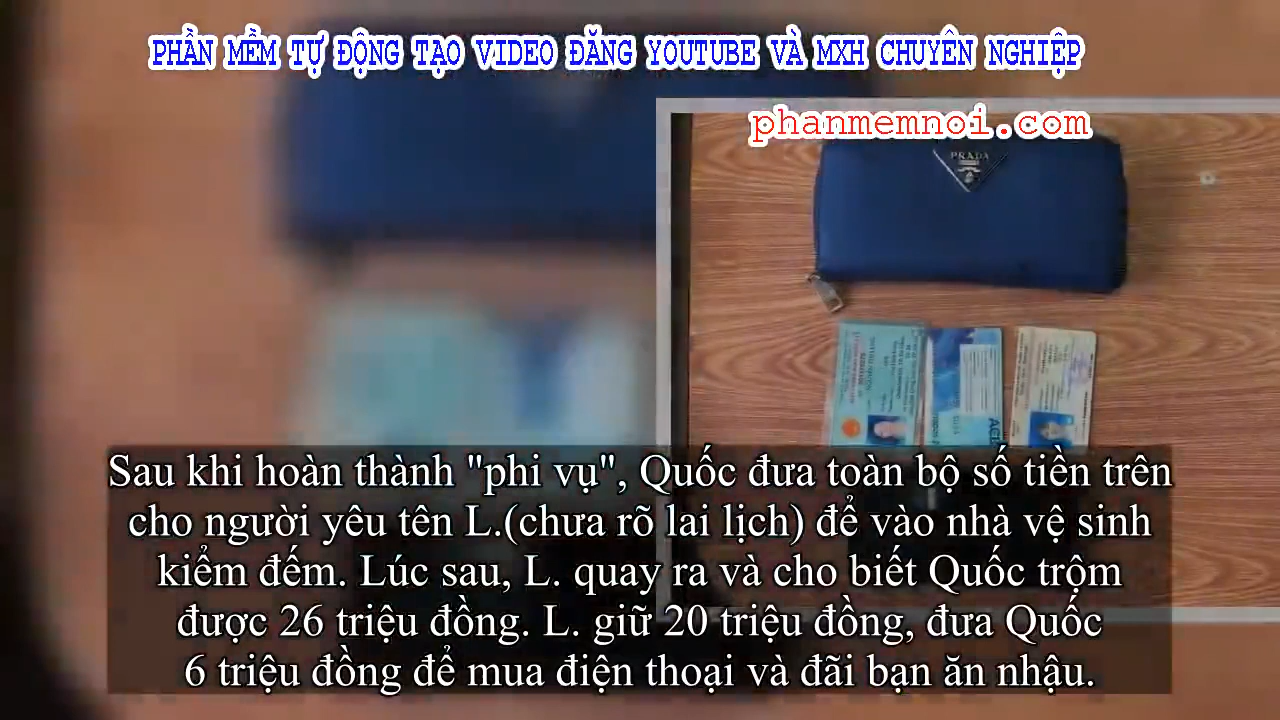 PHẦN MỀM TỰ ĐỘNG TẠO VIDEO ĐĂNG YOUTUBE VÀ MXH CHUYÊN NGHIỆP
phanmemnoi.com
PRADA
Sau khi hoàn thành "phi vụ", Quốc đưa toàn bộ số tiền trên
cho người yêu tên L.(chưa rõ lai lịch) để vào nhà vệ sinh
kiểm đếm. Lúc sau, L. quay ra và cho biết Quốc trộm
được 26 triệu đồng. L. giữ 20 triệu đồng, đưa Quốc
6 triệu đồng để mua điện thoại và đãi bạn ăn nhậu.